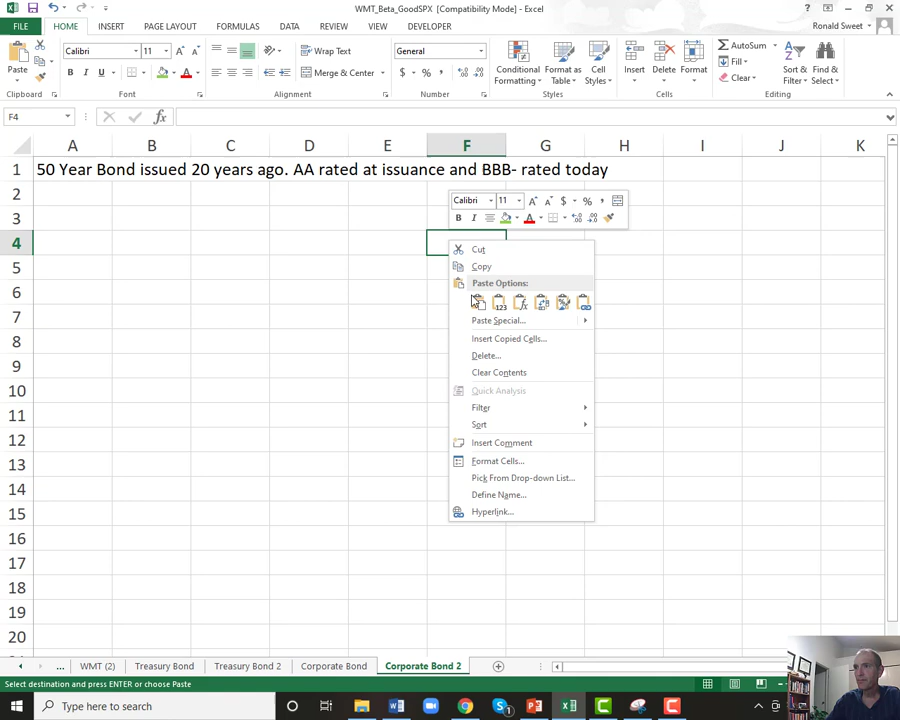 WMT_Beta_GoodSPX [Compatibility Mode] - Excel
FILE HOME INSERT PAGE LAYOUT FORMULAS DATA REVIEW VIEW DEVELOPER Ronald Sweet
Calibri 11 Wrap Text General AutoSum
Paste Fill
B I U Merge & Center $ % , Conditional Formatting Format as Table Cell Styles Insert Delete Format Clear Sort & Filter Find & Select
Clipboard Font Alignment Number Styles Cells Editing
F4 fx
A B C D E F G H I J K
1 50 Year Bond issued 20 years ago. AA rated at issuance and BBB- rated today
2
3
4
5
6
7
8
9
10
11
12
13
14
15
16
17
18
19
20
Calibri 11 A A $ % ,
B I A
Cut
Copy
Paste Options:
123 fx %
Paste Special...
Insert Copied Cells...
Delete...
Clear Contents
Quick Analysis
Filter
Sort
Insert Comment
Format Cells...
Pick From Drop-down List...
Define Name...
Hyperlink...
... WMT (2) Treasury Bond Treasury Bond 2 Corporate Bond Corporate Bond 2
Select destination and press ENTER or choose Paste
Type here to search